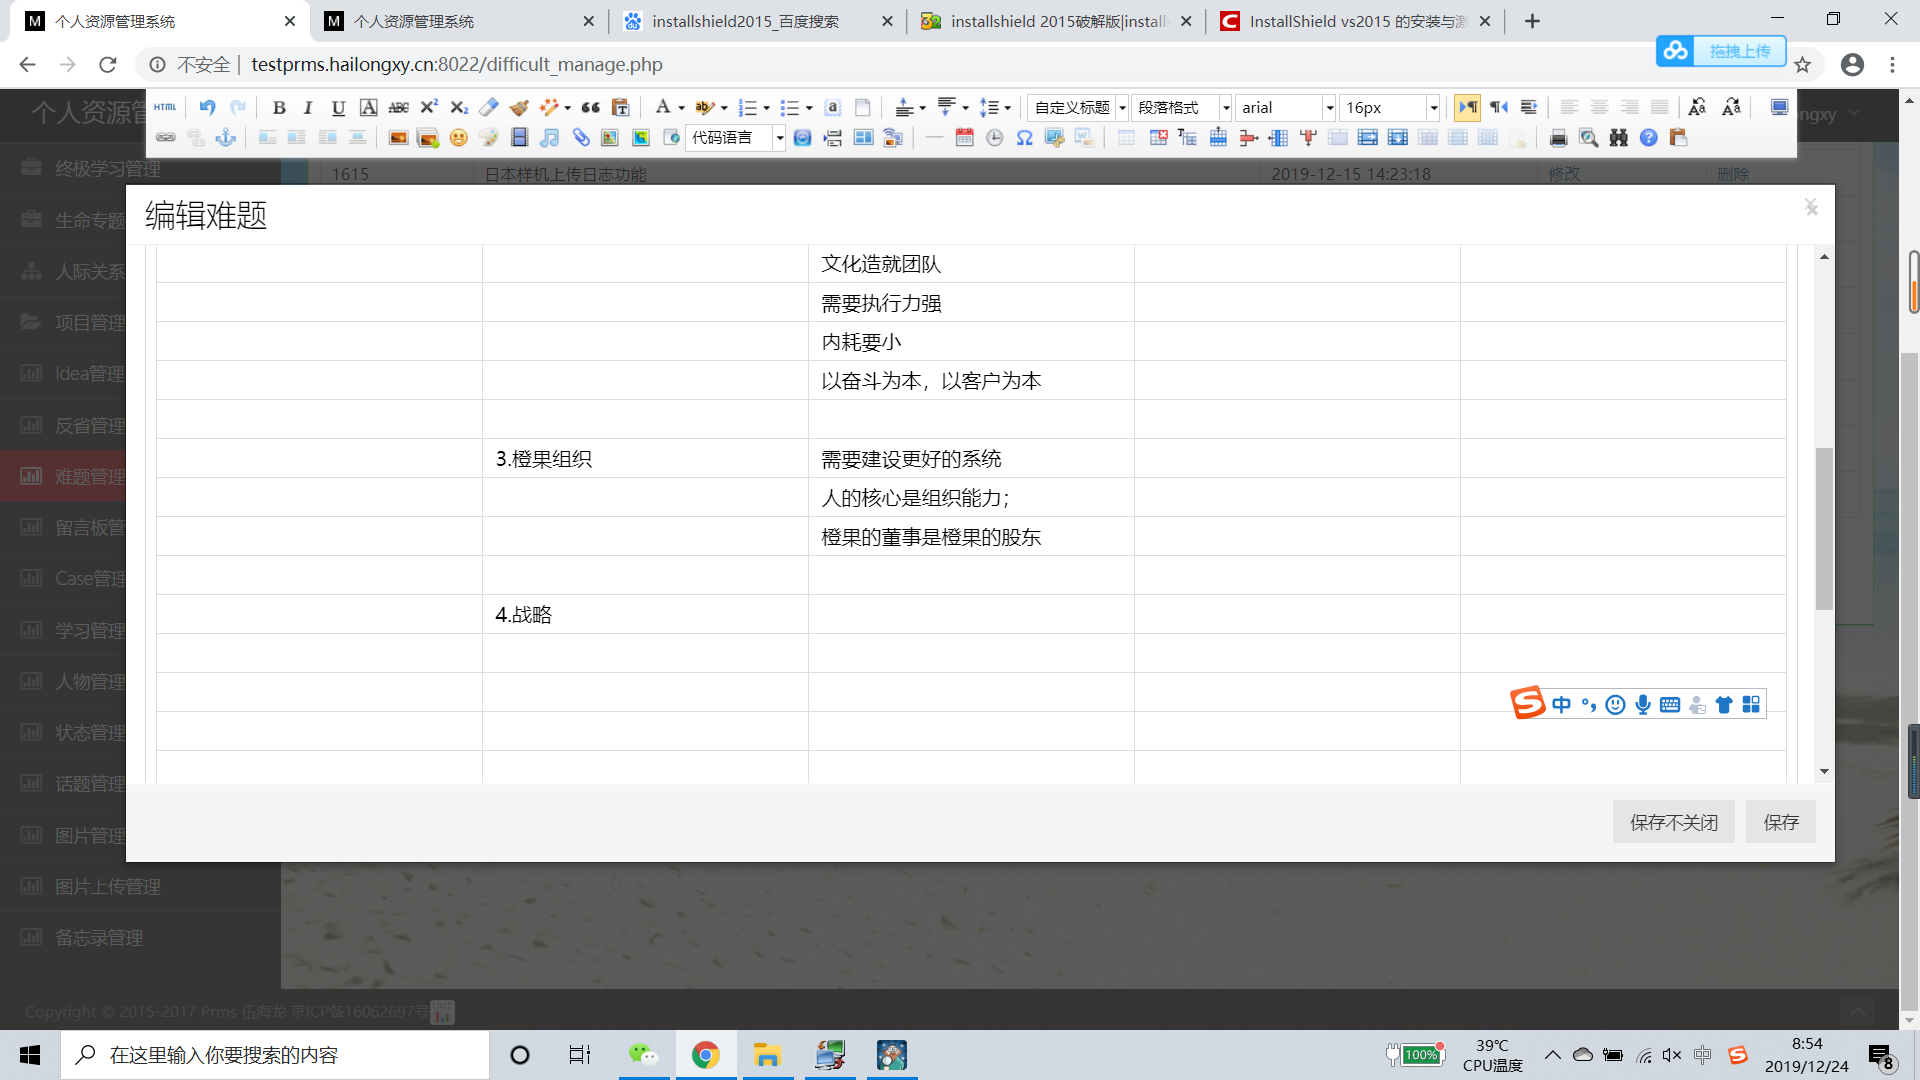 个人资源管理系统
个人资源管理系统
installshield2015_百度搜索
installshield 2015破解版|installs
InstallShield vs2015 的安装与激
拖拽上传
不安全 | testprms.hailongxy.cn:8022/difficult_manage.php
个人资源管
ngxy
HTML
自定义标题
段落格式
arial
16px
代码语言
1615
日本样机上传日志功能
2019-12-15 14:23:18
修改
删除
终极学习管理
生命专题
人际关系
项目管理
Idea管理
反省管理
难题管理
留言板管
Case管理
学习管理
人物管理
状态管理
话题管理
图片管理
图片上传管理
备忘录管理
编辑难题
文化造就团队
需要执行力强
内耗要小
以奋斗为本，以客户为本
3.橙果组织
需要建设更好的系统
人的核心是组织能力；
橙果的董事是橙果的股东
4.战略
中
保存不关闭
保存
Copyright © 2015-2017 Prms 伍海龙 京ICP备16062697号
在这里输入你要搜索的内容
100%
39℃
CPU温度
中
8:54
2019/12/24
8